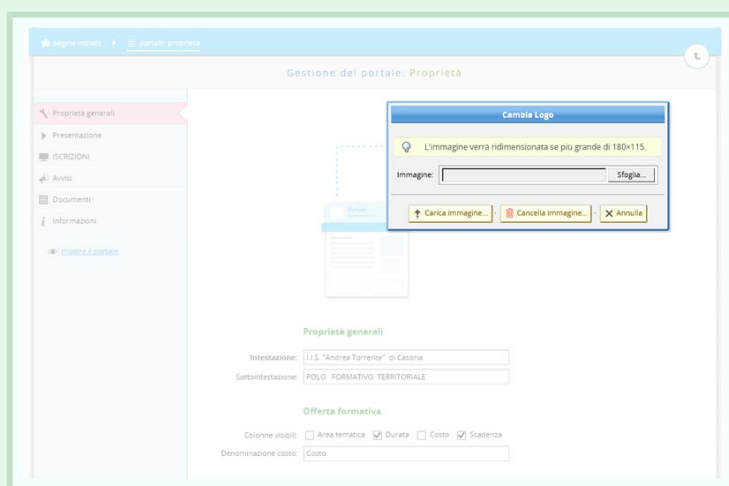 pagina iniziale
portale: proprietà
Gestione del portale: Proprietà
Proprietà generali
Presentazione
ISCRIZIONI
Avvisi
Documenti
Informazioni
mostra il portale
Cambia Logo
L'immagine verrà ridimensionata se più grande di 180×115.
Immagine: Sfoglia...
Carica immagine... Cancella immagine... Annulla
Proprietà generali
Intestazione: I.I.S. "Andrea Torrente" di Casoria
Sottointestazione: POLO FORMATIVO TERRITORIALE
Offerta formativa
Colonne visibili: Area tematica Durata Costo Scadenza
Denominazione costo: Costo